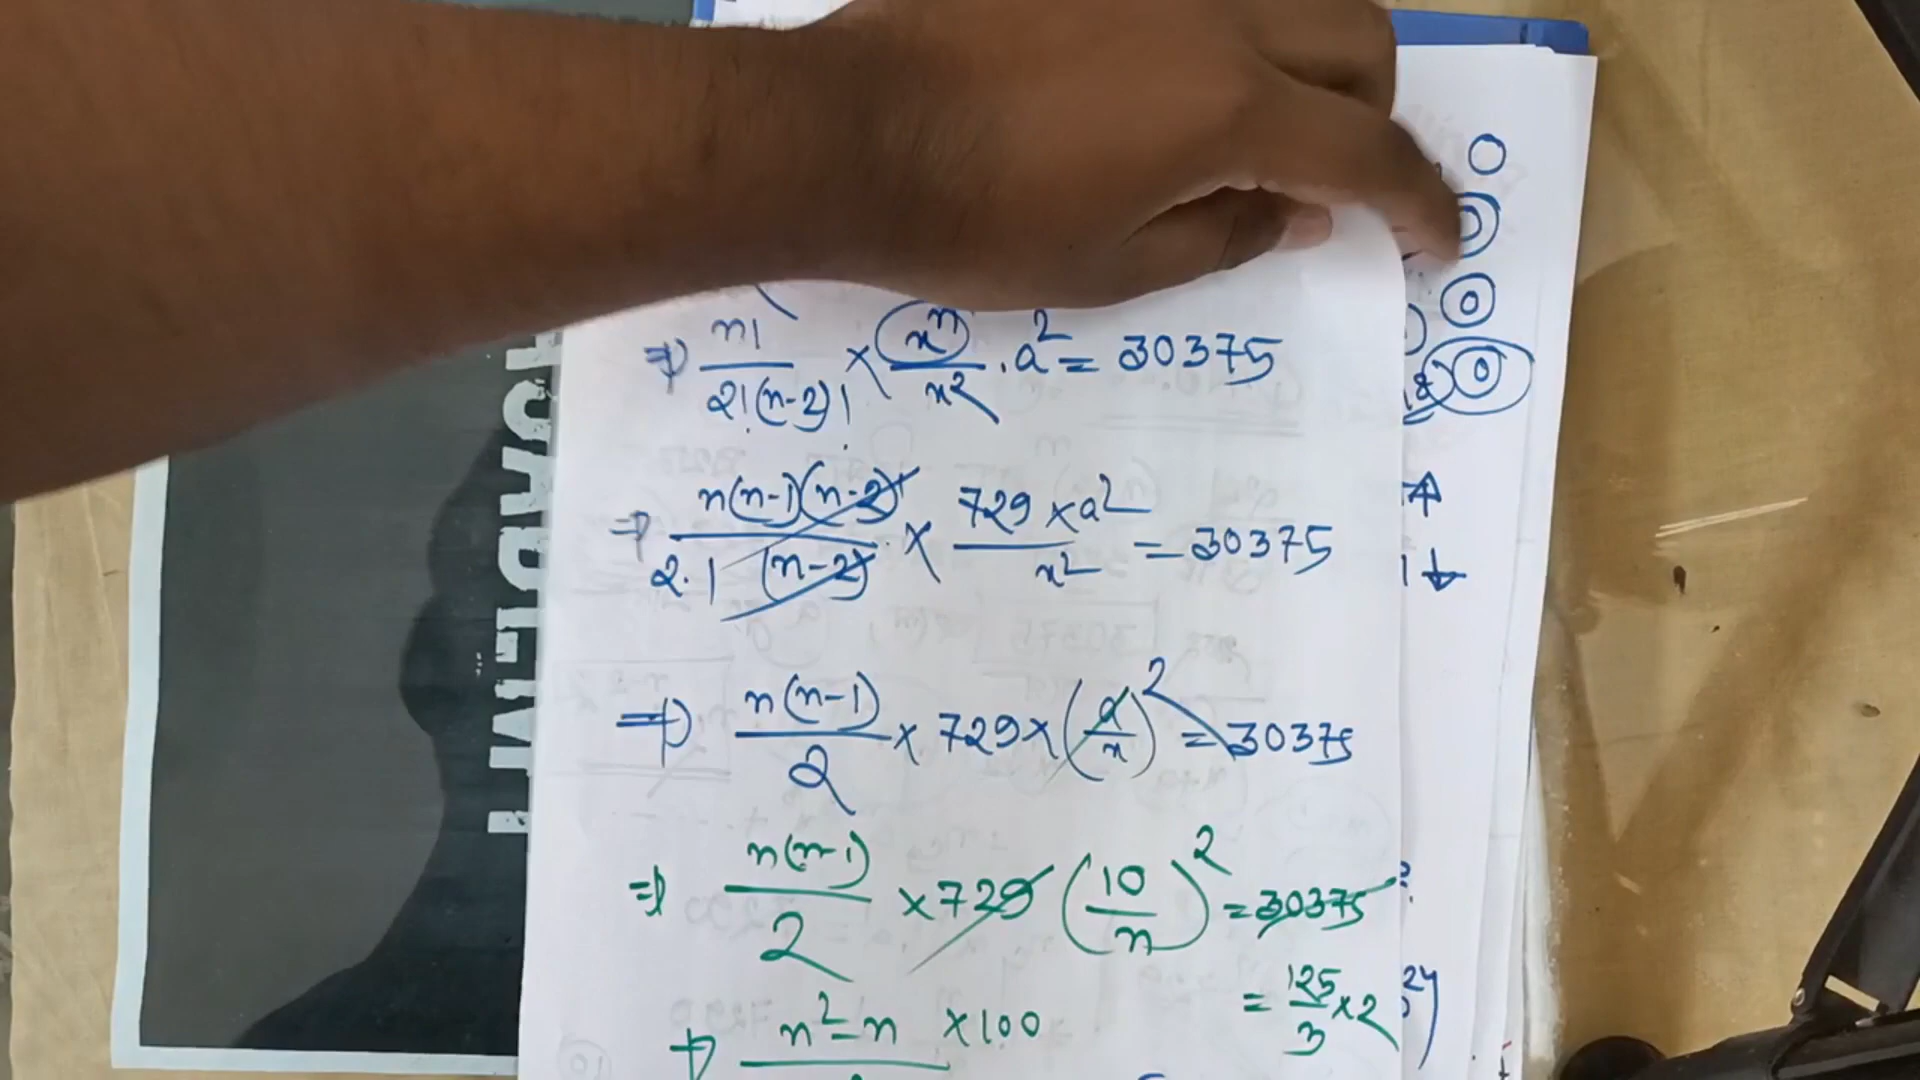 ⇒ n! / 2!(n-2)! × xⁿ / x² . a² = 30375
⇒ n(n-1)(n-2)! / 2.1 (n-2)! × 729 × a² / x² = 30375
⇒ n(n-1) / 2 × 729 × (a/x)² = 30375
⇒ n(n-1) / 2 × 729 (10/n)² = 30375
= 125/3 × 2
⇒ n² - n × 100